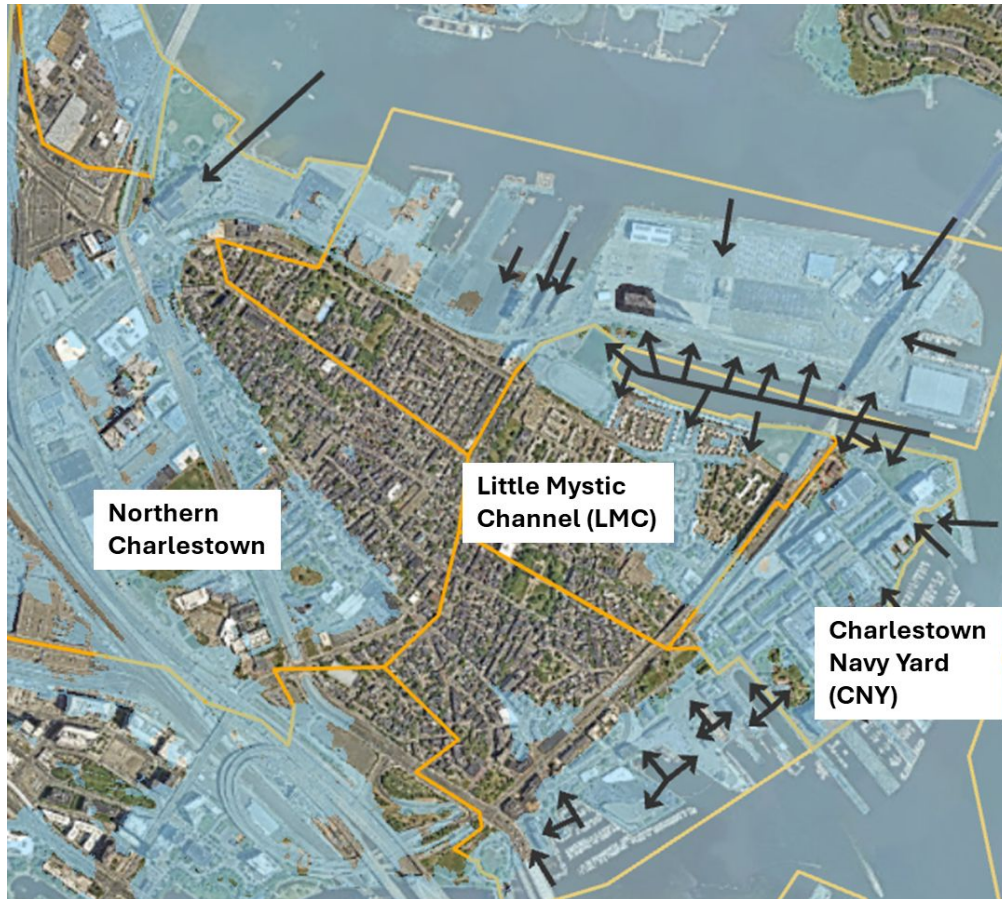 Northern
Charlestown
Little Mystic
Channel (LMC)
Charlestown
Navy Yard
(CNY)